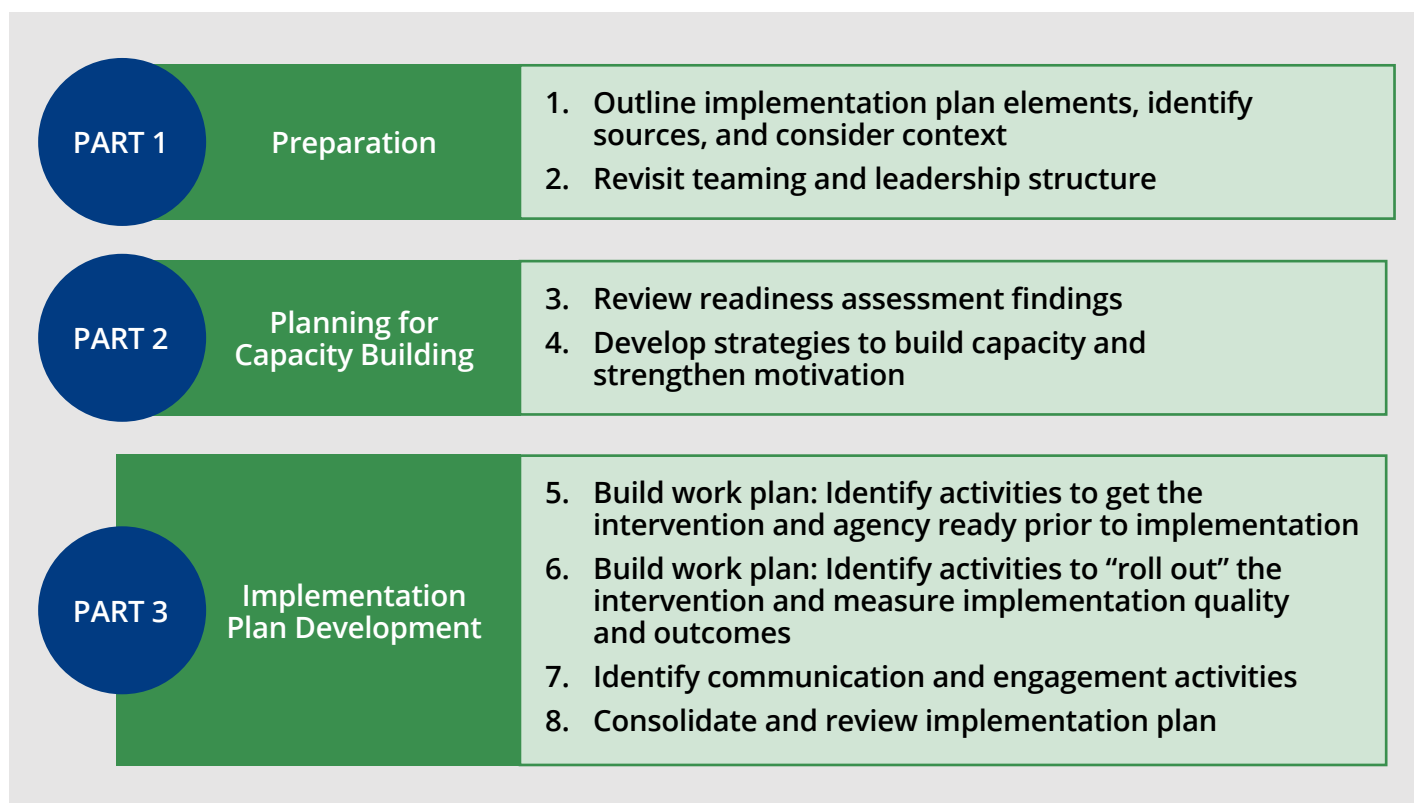 PART 1
Preparation
1. Outline implementation plan elements, identify
sources, and consider context
2. Revisit teaming and leadership structure
PART 2
Planning for
Capacity Building
3. Review readiness assessment findings
4. Develop strategies to build capacity and
strengthen motivation
PART 3
Implementation
Plan Development
5. Build work plan: Identify activities to get the
intervention and agency ready prior to implementation
6. Build work plan: Identify activities to “roll out” the
intervention and measure implementation quality
and outcomes
7. Identify communication and engagement activities
8. Consolidate and review implementation plan